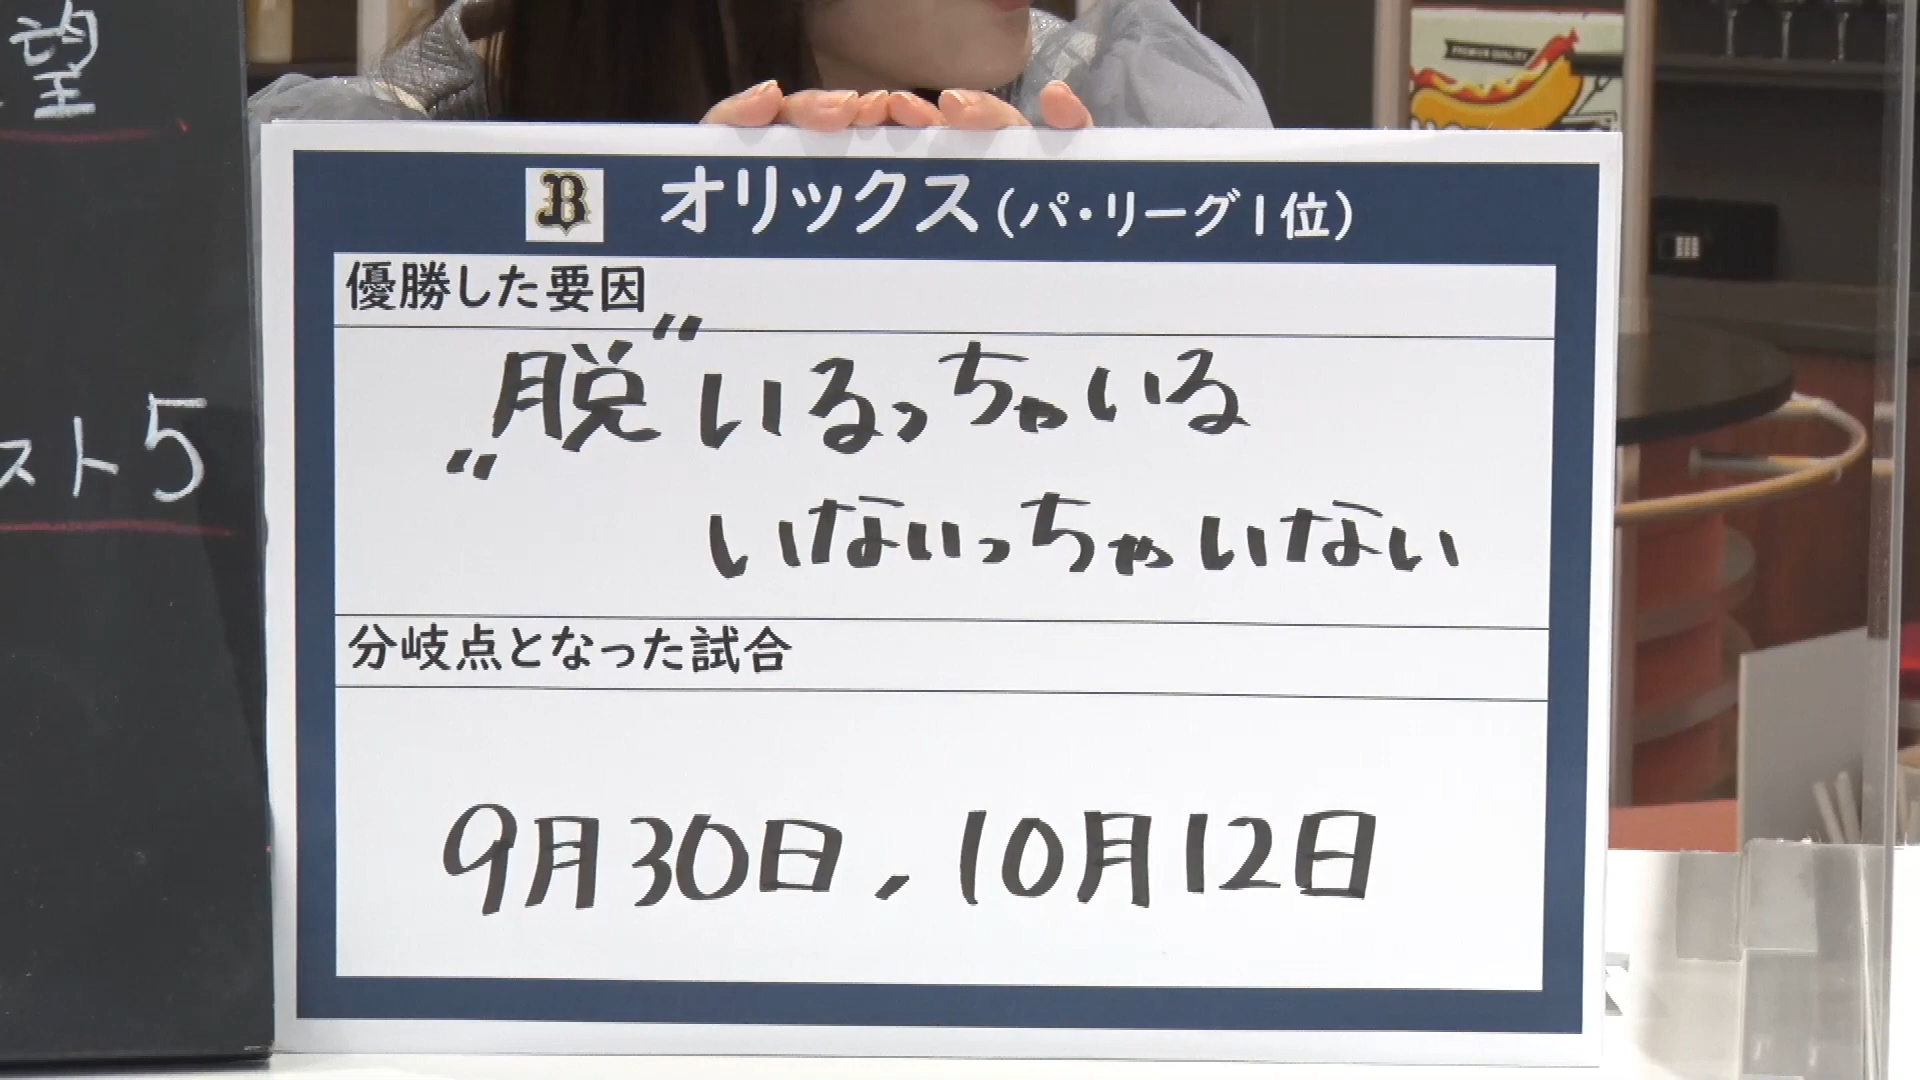 望
スト5
PREMIUM QUALITY
B オリックス(パ・リーグ1位)
優勝した要因
"脱"いるっちゃいる
いないっちゃいない
分岐点となった試合
9月30日、10月12日